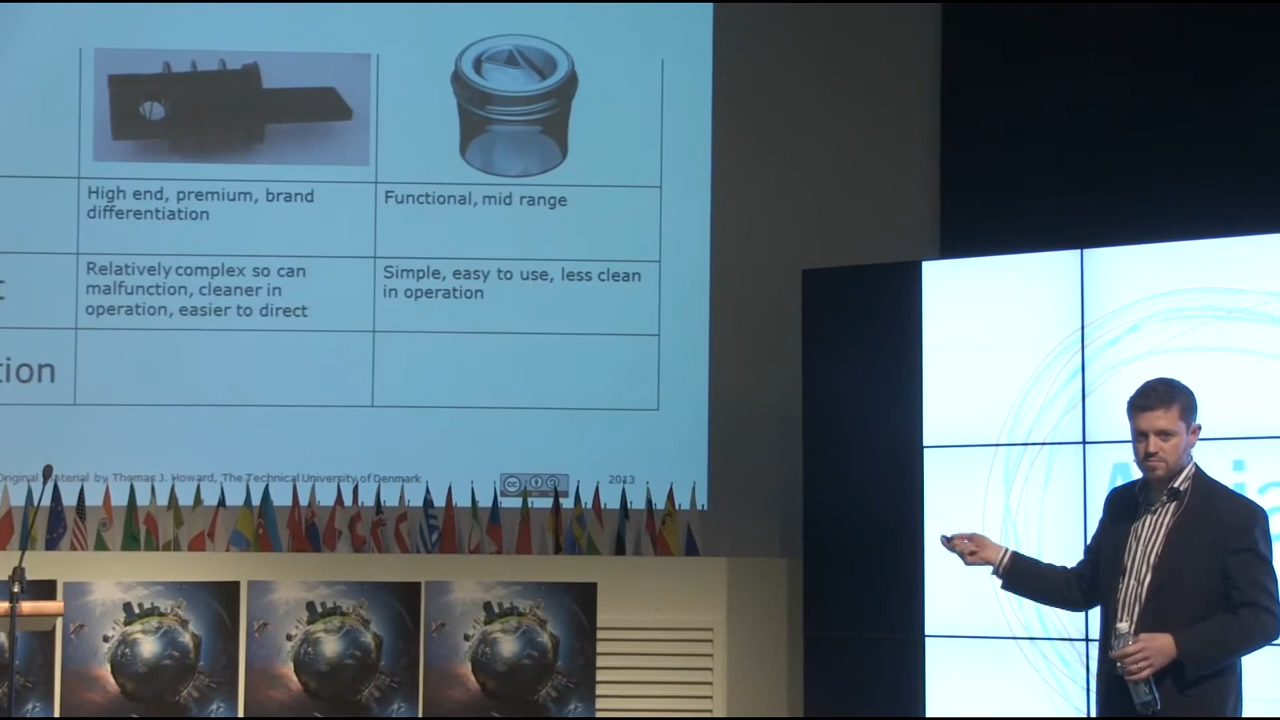 High end, premium, brand
differentiation
Functional, mid range
Relatively complex so can
malfunction, cleaner in
operation, easier to direct
Simple, easy to use, less clean
in operation
tion
Original Material by Thomas J. Howard, The Technical University of Denmark
2013